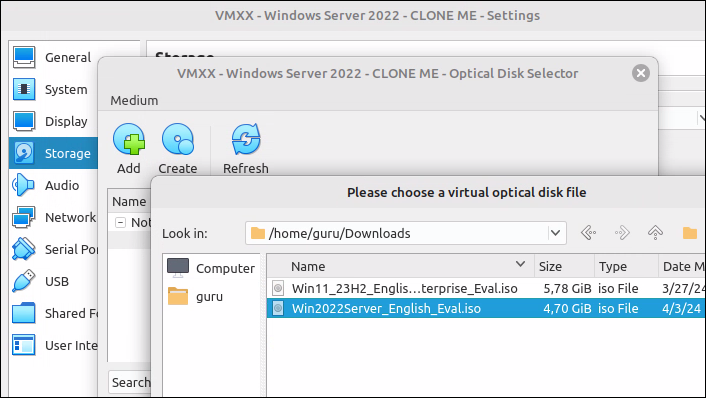 VMXX - Windows Server 2022 - CLONE ME - Settings
General
System
Display
Storage
Audio
Network
Serial Por
USB
Shared Fo
User Inte
VMXX - Windows Server 2022 - CLONE ME - Optical Disk Selector
Medium
Add Create Refresh
Name
Not
Search
Please choose a virtual optical disk file
Look in: /home/guru/Downloads
Computer
guru
Name Size Type Date M
Win11_23H2_Englis...terprise_Eval.iso 5,78 GiB iso File 3/27/24
Win2022Server_English_Eval.iso 4,70 GiB iso File 4/3/24